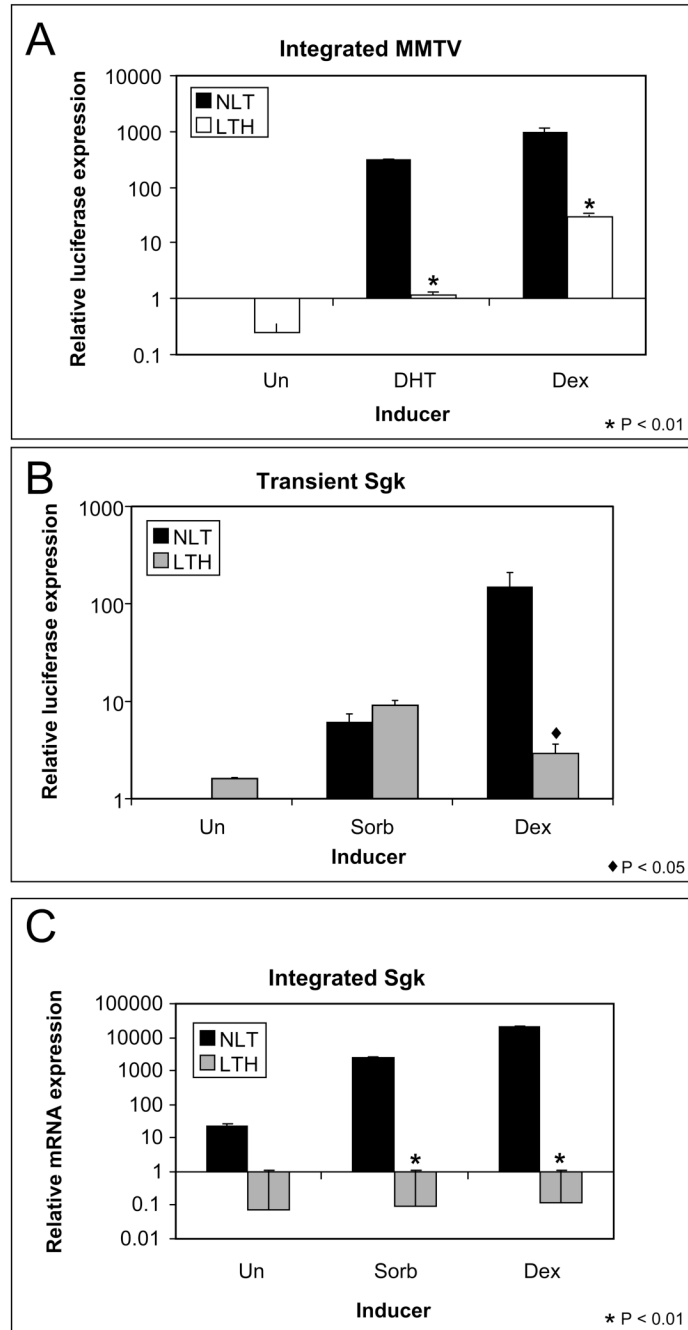 A
Integrated MMTV
Relative luciferase expression
10000
1000
100
10
1
0.1
NLT
LTH
*
*
Un DHT Dex
Inducer
* P < 0.01
B
Transient Sgk
Relative luciferase expression
1000
100
10
1
NLT
LTH
♦
Un Sorb Dex
Inducer
♦ P < 0.05
C
Integrated Sgk
Relative mRNA expression
100000
10000
1000
100
10
1
0.1
0.01
NLT
LTH
* *
Un Sorb Dex
Inducer
* P < 0.01